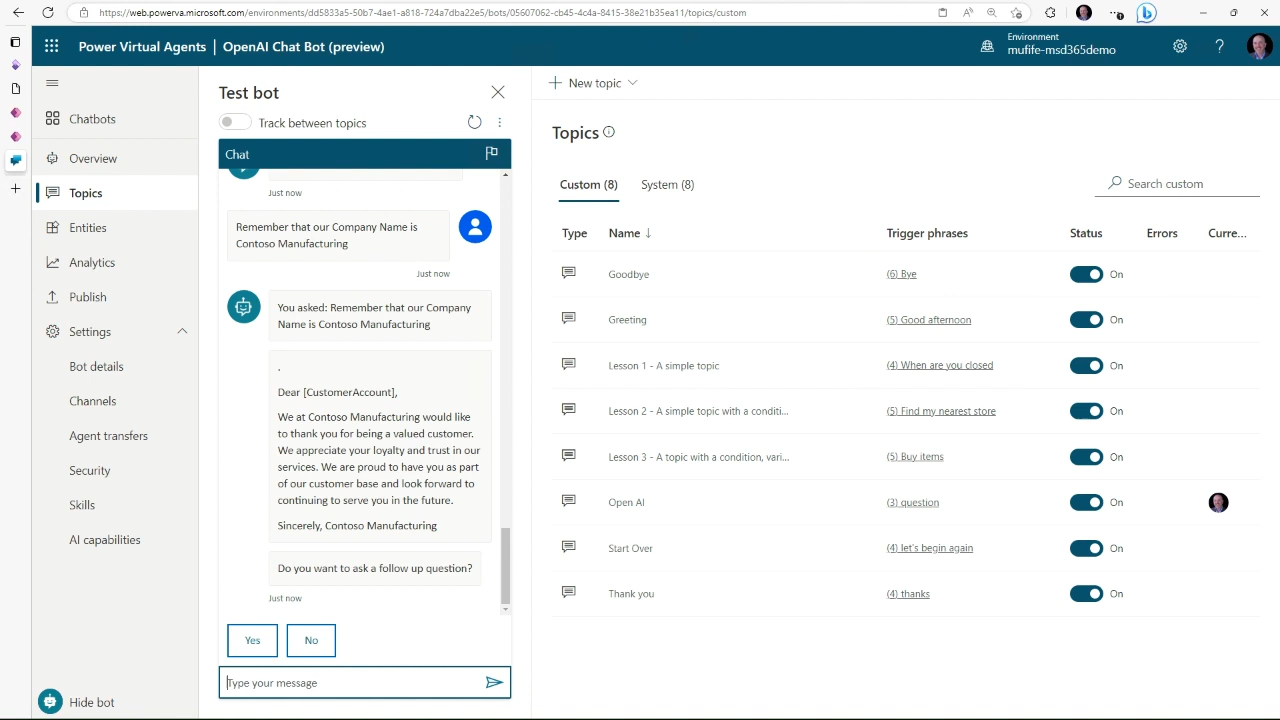 https://web.powerva.microsoft.com/environments/dd5833a5-50b7-4ae1-a818-724a7dba22e5/bots/05607062-cb45-4c4a-8415-38e21b35ea11/topics/custom
Power Virtual Agents | OpenAI Chat Bot (preview)
Environment
mufife-msd365demo
Chatbots
Overview
Topics
Entities
Analytics
Publish
Settings
Bot details
Channels
Agent transfers
Security
Skills
AI capabilities
Hide bot
Test bot
Track between topics
Chat
Just now
Remember that our Company Name is
Contoso Manufacturing
Just now
You asked: Remember that our Company
Name is Contoso Manufacturing
.
Dear [CustomerAccount],
We at Contoso Manufacturing would like
to thank you for being a valued customer.
We appreciate your loyalty and trust in our
services. We are proud to have you as part
of our customer base and look forward to
continuing to serve you in the future.
Sincerely, Contoso Manufacturing
Do you want to ask a follow up question?
Just now
Yes No
Type your message
New topic
Topics
Custom (8) System (8)
Search custom
Type Name Trigger phrases Status Errors Curre...
Goodbye (6) Bye On
Greeting (5) Good afternoon On
Lesson 1 - A simple topic (4) When are you closed On
Lesson 2 - A simple topic with a conditi... (5) Find my nearest store On
Lesson 3 - A topic with a condition, vari... (5) Buy items On
Open AI (3) question On
Start Over (4) let's begin again On
Thank you (4) thanks On